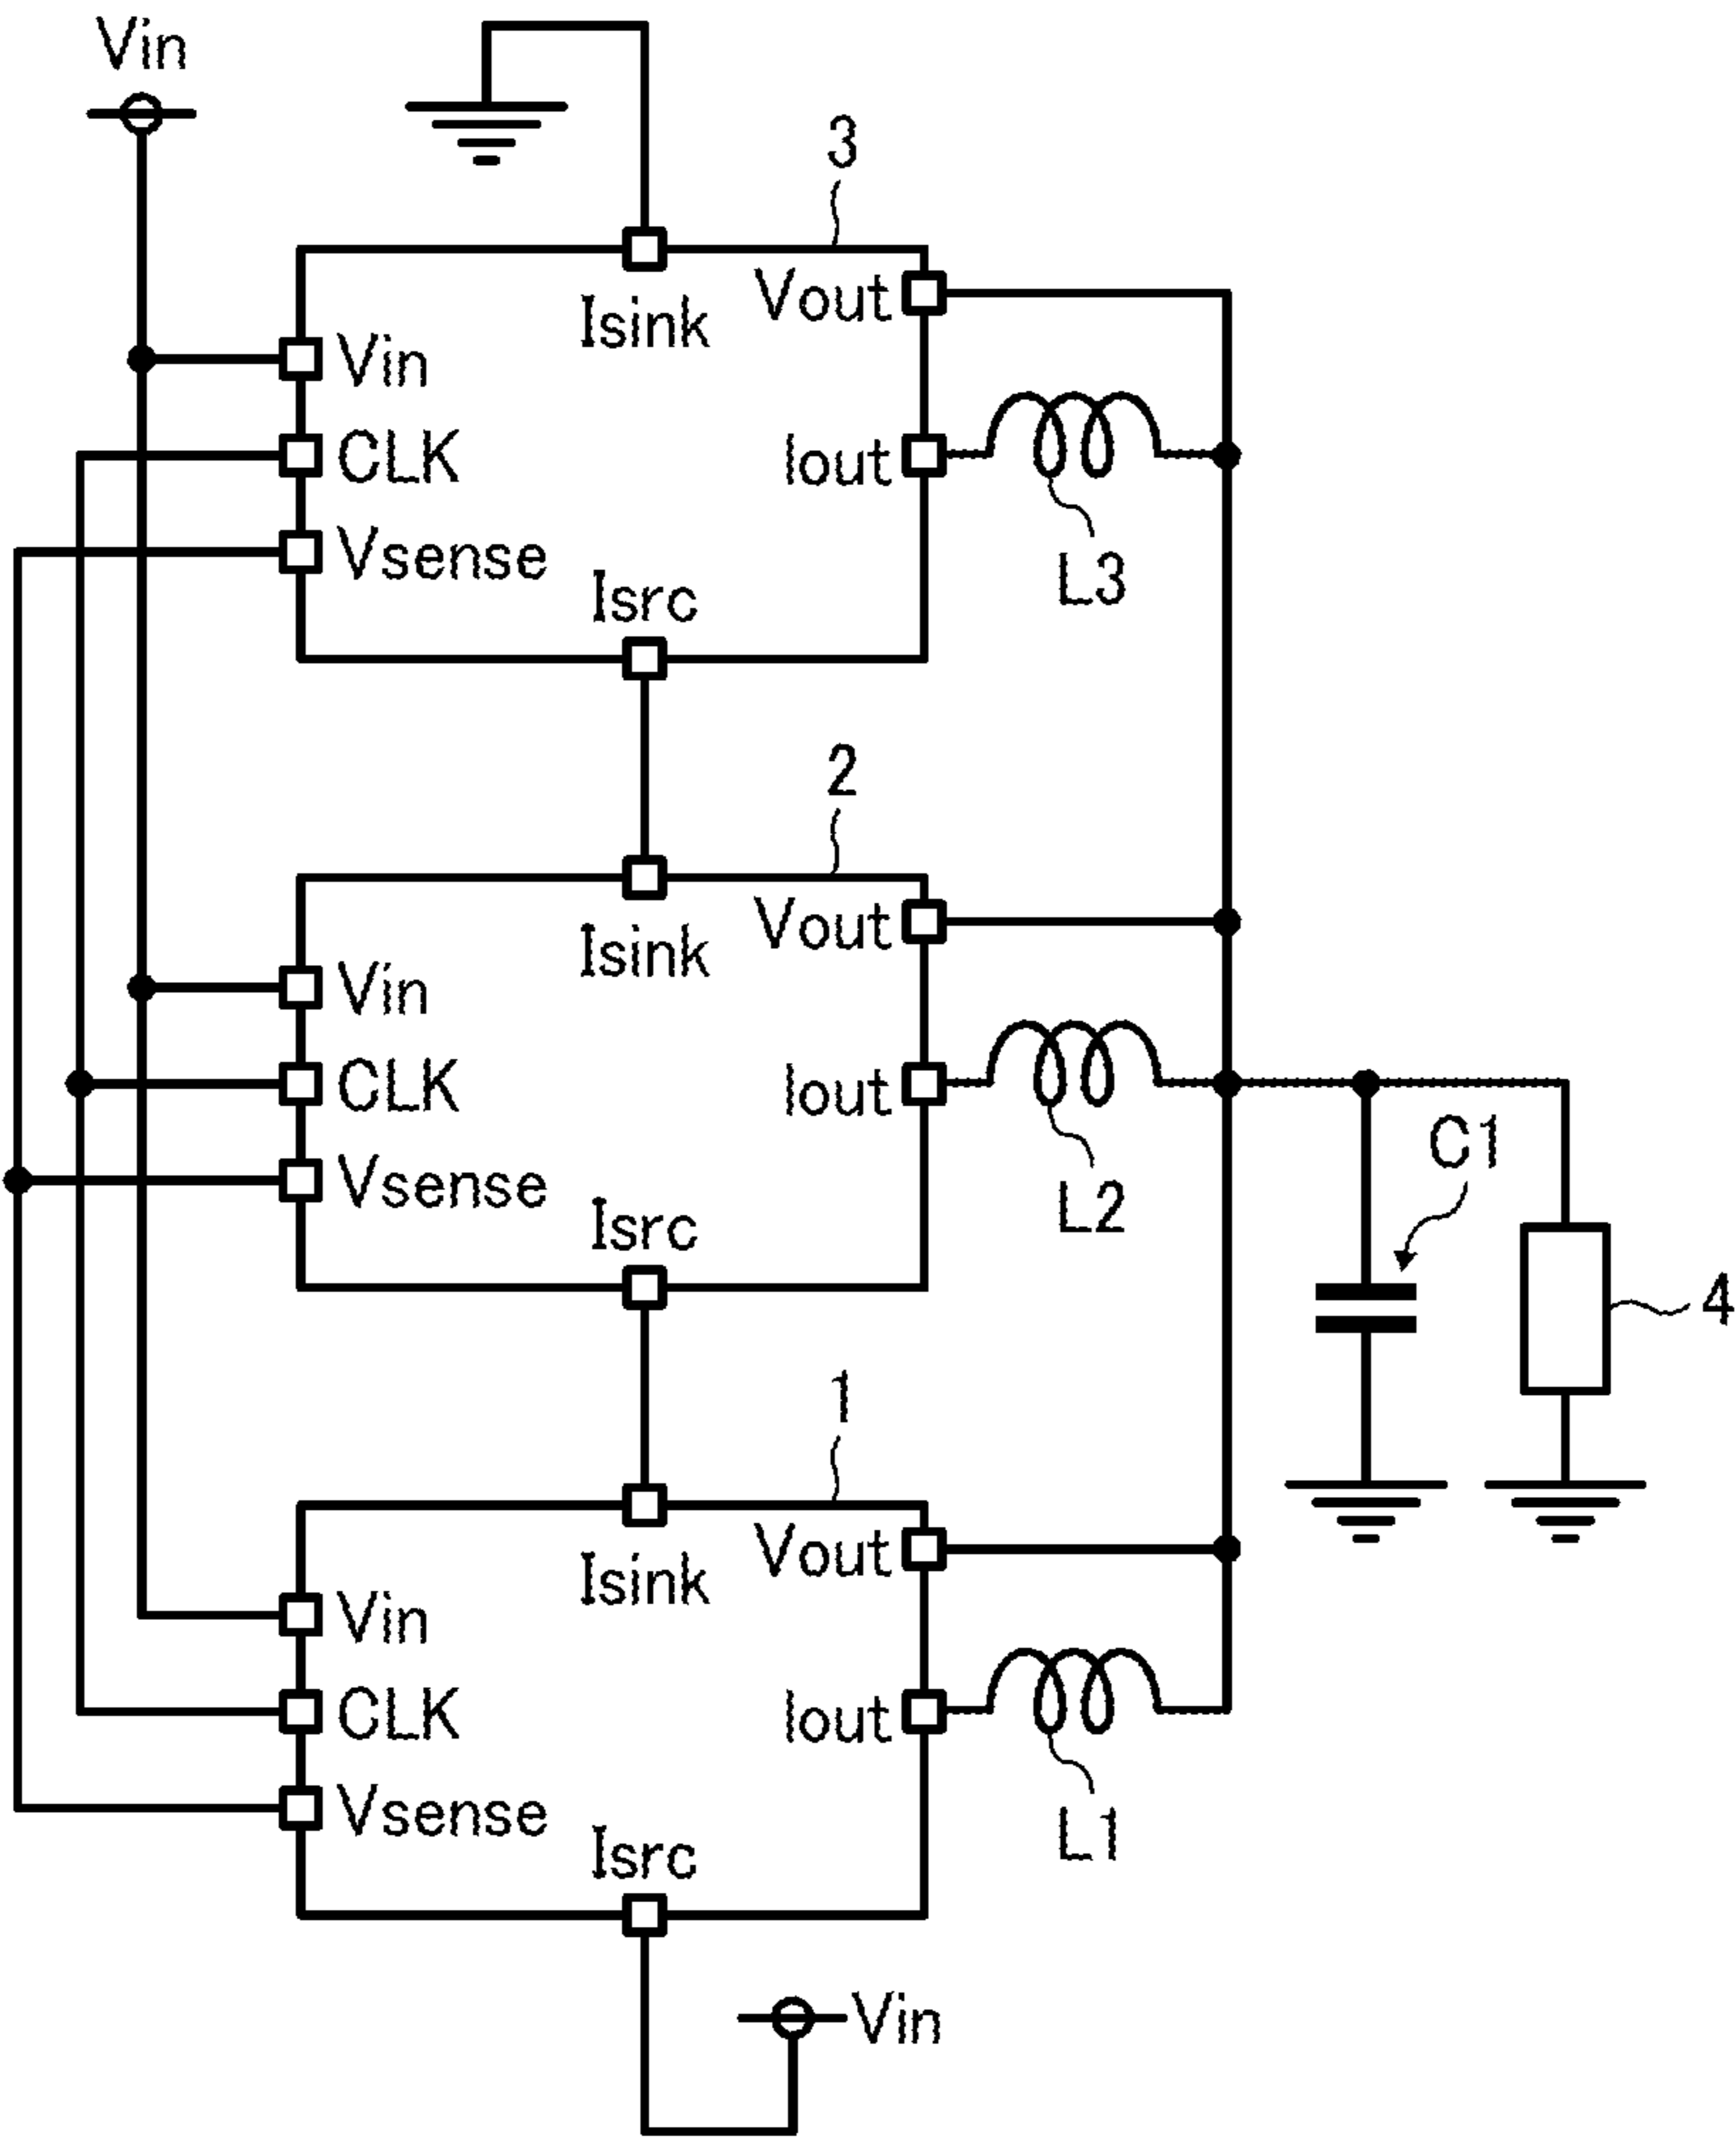 Vin
3
Isink
Vout
Vin
CLK
Iout
Vsense
L3
Isrc
2
Isink
Vout
Vin
CLK
Iout
C1
Vsense
L2
Isrc
4
1
Isink
Vout
Vin
CLK
Iout
Vsense
L1
Isrc
Vin